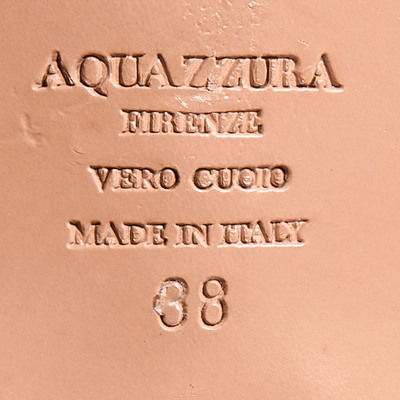 AQUAZZURA
FIRENZE
VERO CUOIO
MADE IN ITALY
38